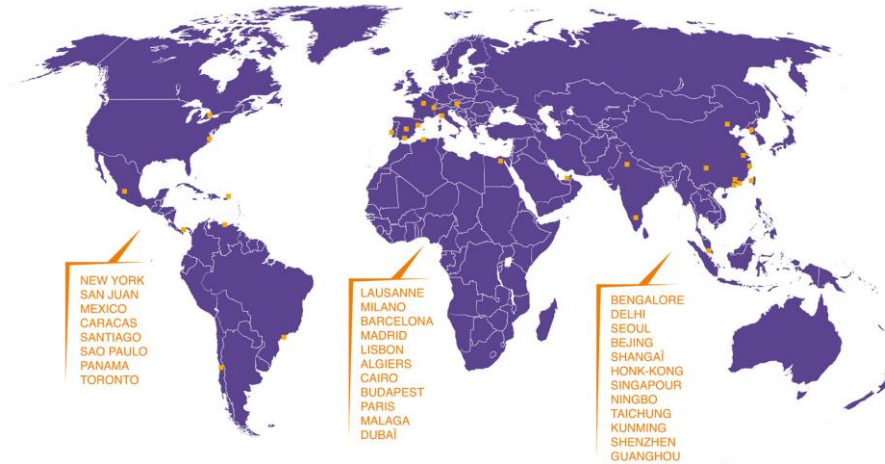 NEW YORK
SAN JUAN
MEXICO
CARACAS
SANTIAGO
SAO PAULO
PANAMA
TORONTO
LAUSANNE
MILANO
BARCELONA
MADRID
LISBON
ALGIERS
CAIRO
BUDAPEST
PARIS
MALAGA
DUBAÏ
BENGALORE
DELHI
SEOUL
BEJING
SHANGAÏ
HONK-KONG
SINGAPOUR
NINGBO
TAICHUNG
KUNMING
SHENZHEN
GUANGHOU